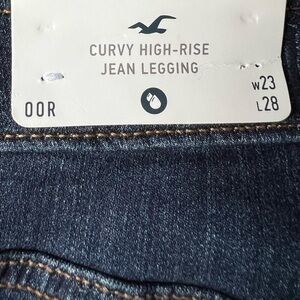 CURVY HIGH-RISE
JEAN LEGGING
00R
W23
L28